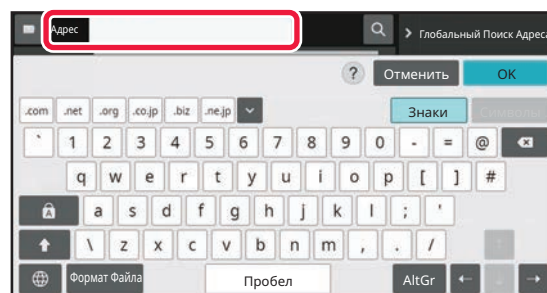 Адрес
Глобальный Поиск Адреса
? Отменить OK
.com .net .org .co.jp .biz .ne.jp Знаки Символы
` 1 2 3 4 5 6 7 8 9 0 - = @
q w e r t y u i o p [ ] #
A a s d f g h j k l ; '
\ z x c v b n m , . /
Формат Файла Пробел AltGr